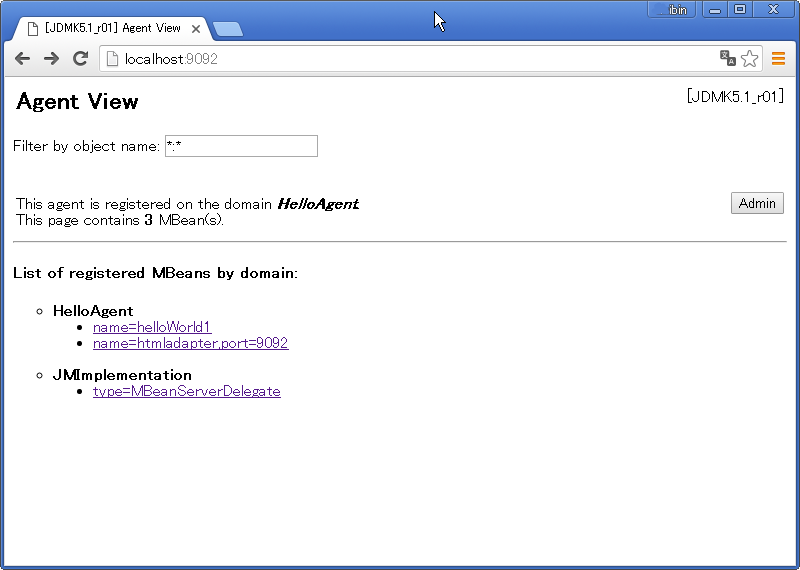 ibin
[JDMK5.1_r01] Agent View
localhost:9092
Agent View
[JDMK5.1_r01]
Filter by object name: *:*
This agent is registered on the domain HelloAgent.
This page contains 3 MBean(s).
Admin
List of registered MBeans by domain:
HelloAgent
name=helloWorld1
name=htmladapter,port=9092
JMImplementation
type=MBeanServerDelegate